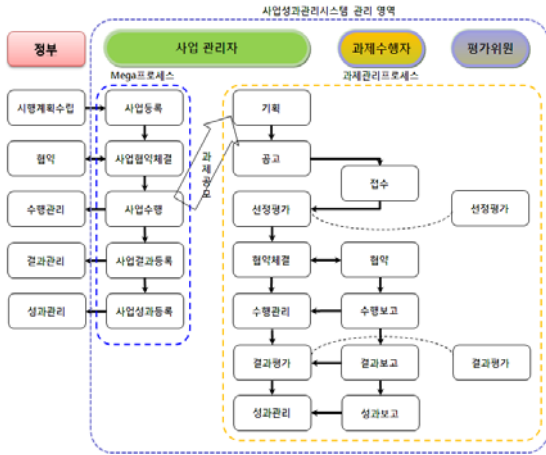 사업성과관리시스템 관리 영역
정부
사업 관리자
과제수행자
평가위원
Mega프로세스
과제관리프로세스
시행계획수립
사업등록
기획
협약
사업협약체결
과제공모
공고
접수
수행관리
사업수행
선정평가
선정평가
결과관리
사업결과등록
협약체결
협약
성과관리
사업성과등록
수행관리
수행보고
결과평가
결과보고
결과평가
성과관리
성과보고